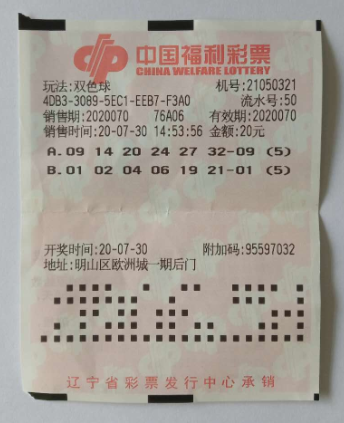 中国福利彩票
CHINA WELFARE LOTTERY
玩法:双色球 机号:21050321
4DB3-3089-5EC1-EEB7-F3A0 流水号:50
销售期:2020070 76A06 有效期:2020070
销售时间:20-07-30 14:53:56 金额:20元
A.09 14 20 24 27 32-09 (5)
B.01 02 04 06 19 21-01 (5)
开奖时间:20-07-30 附加码:95597032
地址:明山区欧洲城一期后门
辽宁省彩票发行中心承销